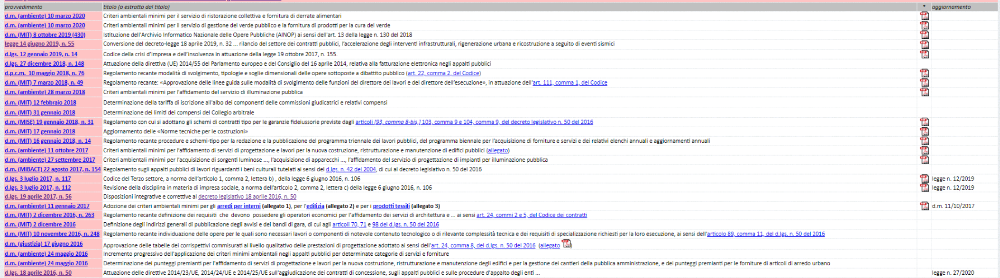 provvedimento titolo (o estratto dal titolo) * aggiornamento
d.m. (ambiente) 10 marzo 2020 Criteri ambientali minimi per il servizio di ristorazione collettiva e fornitura di derrate alimentari
d.m. (ambiente) 10 marzo 2020 Criteri ambientali minimi per il servizio di gestione del verde pubblico e la fornitura di prodotti per la cura del verde
d.m. (MIT) 8 ottobre 2019 (430) Istituzione dell'Archivio Informatico Nazionale delle Opere Pubbliche (AINOP) ai sensi dell'art. 13 della legge n. 130 del 2018
legge 14 giugno 2019, n. 55 Conversione del decreto-legge 18 aprile 2019, n. 32 ... rilancio del settore dei contratti pubblici, l’accelerazione degli interventi infrastrutturali, rigenerazione urbana e ricostruzione a seguito di eventi sismici
d.lgs. 12 gennaio 2019, n. 14 Codice della crisi d’impresa e dell’insolvenza in attuazione della legge 19 ottobre 2017, n. 155.
d.lgs. 27 dicembre 2018, n. 148 Attuazione della direttiva (UE) 2014/55 del Parlamento europeo e del Consiglio del 16 aprile 2014, relativa alla fatturazione elettronica negli appalti pubblici
d.p.c.m. 10 maggio 2018, n. 76 Regolamento recante modalità di svolgimento, tipologie e soglie dimensionali delle opere sottoposte a dibattito pubblico (art. 22, comma 2, del Codice)
d.m. (MIT) 7 marzo 2018, n. 49 Regolamento recante: «Approvazione delle linee guida sulle modalità di svolgimento delle funzioni del direttore dei lavori e del direttore dell’esecuzione», in attuazione dell'art. 111, comma 1, del Codice
d.m. (ambiente) 28 marzo 2018 Criteri ambientali minimi per l’affidamento del servizio di illuminazione pubblica
d.m. (MIT) 12 febbraio 2018 Determinazione della tariffa di iscrizione all'albo dei componenti delle commissioni giudicatrici e relativi compensi
d.m. (MIT) 31 gennaio 2018 Determinazione dei limiti dei compensi del Collegio arbitrale
d.m. (MISE) 19 gennaio 2018, n. 31 Regolamento con cui si adottano gli schemi di contratti tipo per le garanzie fideiussorie previste dagli articoli [93, comma 8-bis,] 103, comma 9 e 104, comma 9, del decreto legislativo n. 50 del 2016
d.m. (MIT) 17 gennaio 2018 Aggiornamento delle «Norme tecniche per le costruzioni»
d.m. (MIT) 16 gennaio 2018, n. 14 Regolamento recante procedure e schemi-tipo per la redazione e la pubblicazione del programma triennale dei lavori pubblici, del programma biennale per l’acquisizione di forniture e servizi e dei relativi elenchi annuali e aggiornamenti annuali
d.m. (ambiente) 11 ottobre 2017 Criteri ambientali minimi per l’affidamento di servizi di progettazione e lavori per la nuova costruzione, ristrutturazione e manutenzione di edifici pubblici (allegato)
d.m. (ambiente) 27 settembre 2017 Criteri ambientali minimi per l’acquisizione di sorgenti luminose ..., l’acquisizione di apparecchi ..., l’affidamento del servizio di progettazione di impianti per illuminazione pubblica
d.m. (MIBACT) 22 agosto 2017, n. 154 Regolamento sugli appalti pubblici di lavori riguardanti i beni culturali tutelati ai sensi del d.lgs. n. 42 del 2004, di cui al decreto legislativo n. 50 del 2016
d.lgs. 3 luglio 2017, n. 117 Codice del Terzo settore, a norma dell’articolo 1, comma 2, lettera b) , della legge 6 giugno 2016, n. 106 legge n. 12/2019
d.lgs. 3 luglio 2017, n. 112 Revisione della disciplina in materia di impresa sociale, a norma dell’articolo 2, comma 2, lettera c) della legge 6 giugno 2016, n. 106 legge n. 12/2019
d.lgs. 19 aprile 2017, n. 56 Disposizioni integrative e correttive al decreto legislativo 18 aprile 2016, n. 50
d.m. (ambiente) 11 gennaio 2017 Adozione dei criteri ambientali minimi per gli arredi per interni (allegato 1), per l'edilizia (allegato 2) e per i prodotti tessili (allegato 3) d.m. 11/10/2017
d.m. (MIT) 2 dicembre 2016, n. 263 Regolamento recante definizione dei requisiti che devono possedere gli operatori economici per l'affidamento dei servizi di architettura e ... ai sensi art. 24, commi 2 e 5, del Codice dei contratti
d.m. (MIT) 2 dicembre 2016 Definizione degli indirizzi generali di pubblicazione degli avvisi e dei bandi di gara, di cui agli articoli 70, 71 e 98 del d.lgs. n. 50 del 2016
d.m. (MIT) 10 novembre 2016, n. 248 Regolamento recante individuazione delle opere per le quali sono necessari lavori o componenti di notevole contenuto tecnologico o di rilevante complessità tecnica e dei requisiti di specializzazione richiesti per la loro esecuzione, ai sensi dell'articolo 89, comma 11, del d.lgs. n. 50 del 2016
d.m. (giustizia) 17 giugno 2016 Approvazione delle tabelle dei corrispettivi commisurati al livello qualitativo delle prestazioni di progettazione adottato ai sensi dell'art. 24, comma 8, del d.lgs. n. 50 del 2016 (allegato )
d.m. (ambiente) 24 maggio 2016 Incremento progressivo dell'applicazione dei criteri minimi ambientali negli appalti pubblici per determinate categorie di servizi e forniture
d.m. (ambiente) 24 maggio 2016 Determinazione dei punteggi premianti per l'affidamento di servizi di progettazione e lavori per la nuova costruzione, ristrutturazione e manutenzione degli edifici e per la gestione dei cantieri della pubblica amministrazione, e dei punteggi premianti per le forniture di articoli di arredo urbano
d.lgs. 18 aprile 2016, n. 50 Attuazione delle direttive 2014/23/UE, 2014/24/UE e 2014/25/UE sull'aggiudicazione dei contratti di concessione, sugli appalti pubblici e sulle procedure d'appalto degli enti ... legge n. 27/2020